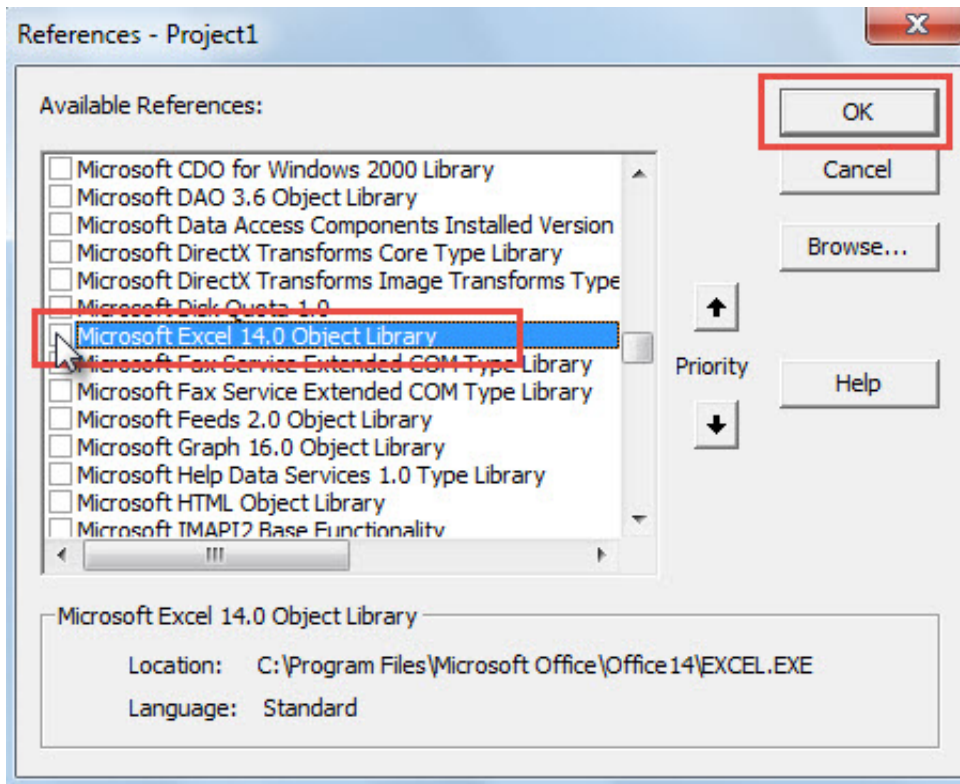 References - Project1
Available References:
OK
Microsoft CDO for Windows 2000 Library
Cancel
Microsoft DAO 3.6 Object Library
Microsoft Data Access Components Installed Version
Microsoft DirectX Transforms Core Type Library
Browse...
Microsoft DirectX Transforms Image Transforms Type
Microsoft Disk Quota 1.0
Microsoft Excel 14.0 Object Library
Microsoft Fax Service Extended COM Type Library
Priority
Microsoft Fax Service Extended COM Type Library
Help
Microsoft Feeds 2.0 Object Library
Microsoft Graph 16.0 Object Library
Microsoft Help Data Services 1.0 Type Library
Microsoft HTML Object Library
Microsoft IMAPI2 Base Functionality
Microsoft Excel 14.0 Object Library
Location: C:\Program Files\Microsoft Office\Office14\EXCEL.EXE
Language: Standard